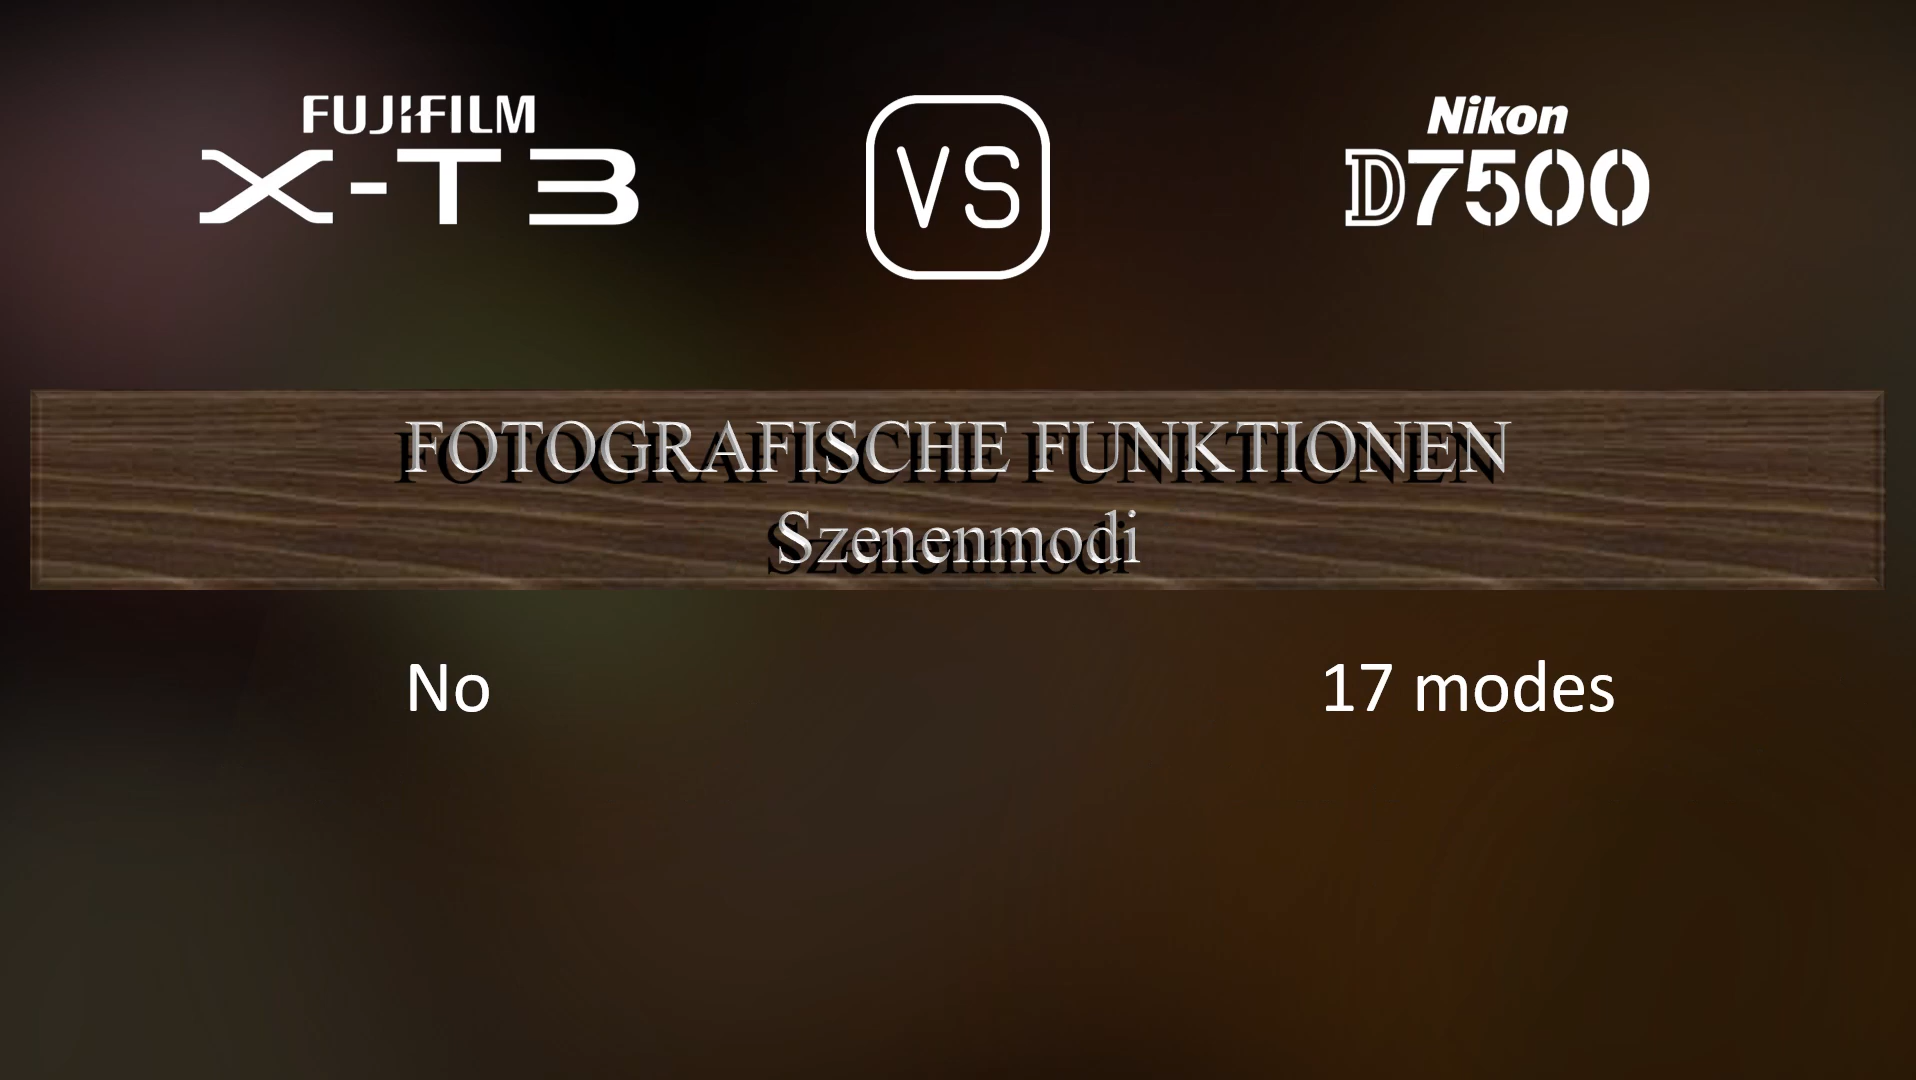 FUJIFILM
X-T3
VS
Nikon
D7500
FOTOGRAFISCHE FUNKTIONEN
Szenenmodi
No
17 modes